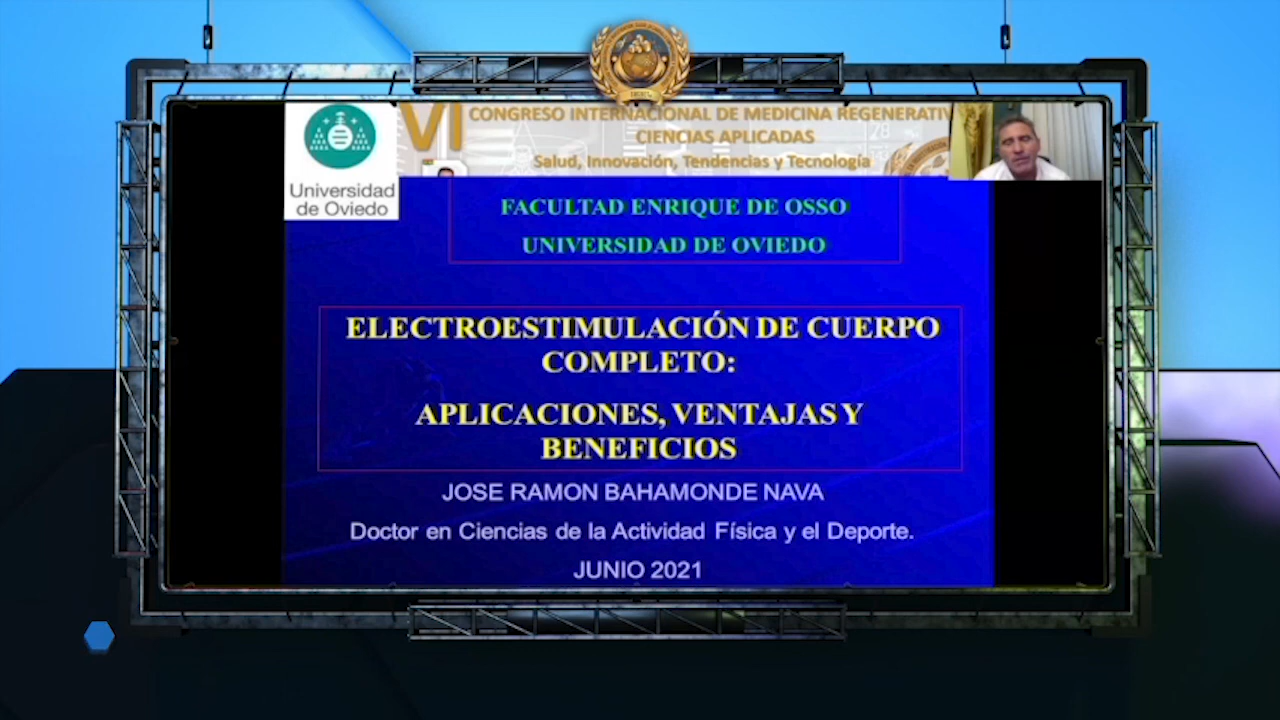 VI
CONGRESO INTERNACIONAL DE MEDICINA REGENERATIV
CIENCIAS APLICADAS
Salud, Innovación, Tendencias y Tecnología
Universidad
de Oviedo
FACULTAD ENRIQUE DE OSSO
UNIVERSIDAD DE OVIEDO
ELECTROESTIMULACIÓN DE CUERPO
COMPLETO:
APLICACIONES, VENTAJAS Y
BENEFICIOS
JOSE RAMON BAHAMONDE NAVA
Doctor en Ciencias de la Actividad Física y el Deporte.
JUNIO 2021